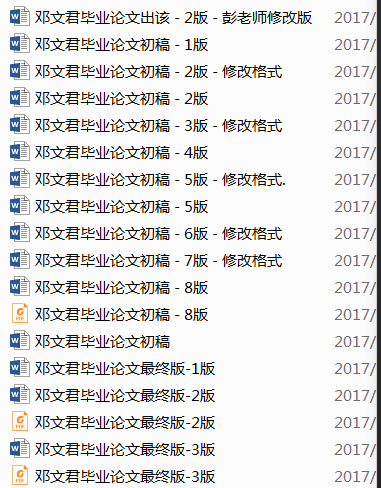 邓文君毕业论文出该 - 2版 - 彭老师修改版 2017/
邓文君毕业论文初稿 - 1版 2017/
邓文君毕业论文初稿 - 2版 - 修改格式 2017/
邓文君毕业论文初稿 - 2版 2017/
邓文君毕业论文初稿 - 3版 - 修改格式 2017/
邓文君毕业论文初稿 - 4版 2017/
邓文君毕业论文初稿 - 5版 - 修改格式. 2017/
邓文君毕业论文初稿 - 5版 2017/
邓文君毕业论文初稿 - 6版 - 修改格式 2017/
邓文君毕业论文初稿 - 7版 - 修改格式 2017/
邓文君毕业论文初稿 - 8版 2017/
邓文君毕业论文初稿 - 8版 2017/
邓文君毕业论文初稿 2017/
邓文君毕业论文最终版-1版 2017/
邓文君毕业论文最终版-2版 2017/
邓文君毕业论文最终版-2版 2017/
邓文君毕业论文最终版-3版 2017/
邓文君毕业论文最终版-3版 2017/